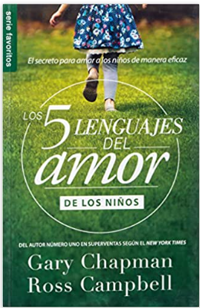 serie favoritos
El secreto para amar a los niños de manera eficaz
LOS 5 LENGUAJES
DEL
amor
DE LOS NIÑOS
DEL AUTOR NÚMERO UNO EN SUPERVENTAS SEGÚN EL NEW YORK TIMES
Gary Chapman
Ross Campbell